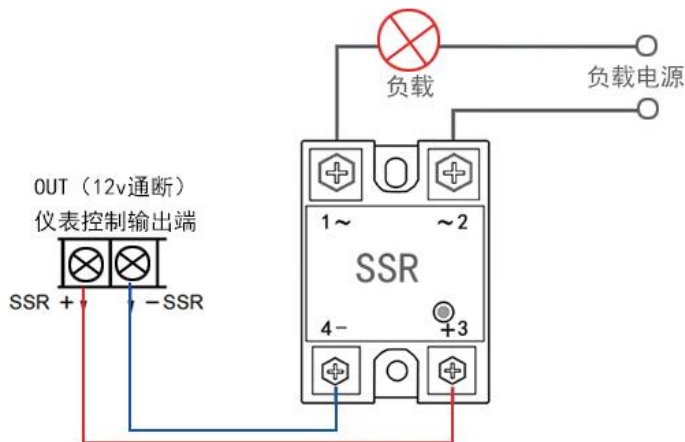 负载
负载电源
OUT（12v通断）
仪表控制输出端
1~
~2
SSR
SSR +
-SSR
4-
+3